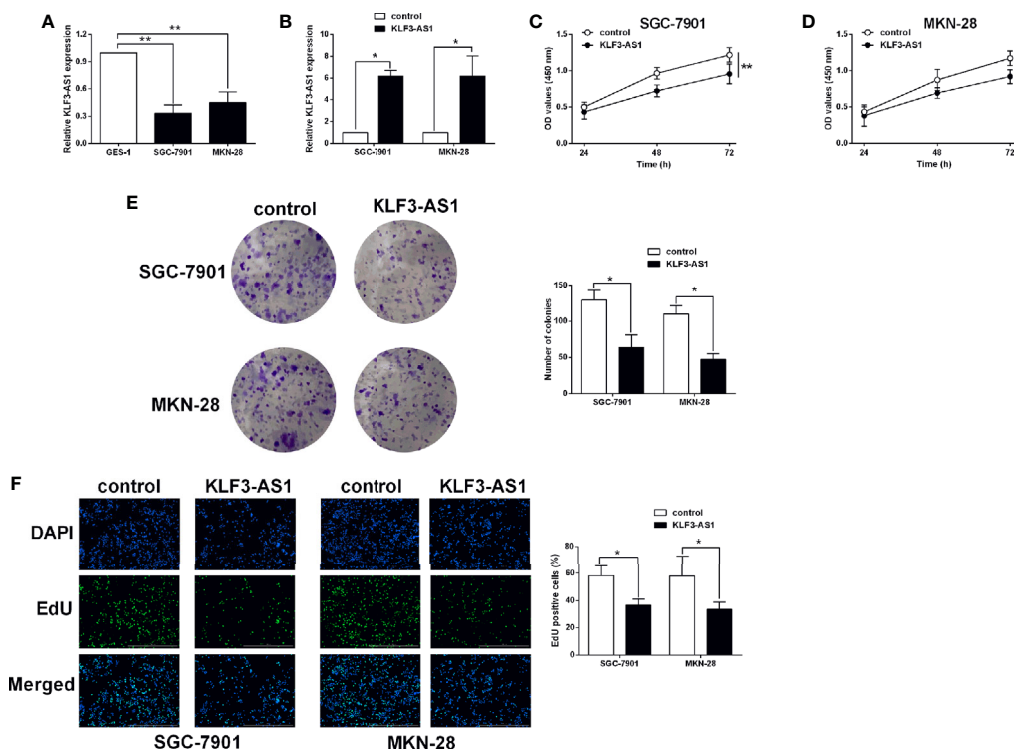 A
Relative KLF3-AS1 expression
1.2
0.9
0.6
0.3
0.0
**
**
GES-1 SGC-7901 MKN-28
B
control
KLF3-AS1
Relative KLF3-AS1 expression
10
8
6
4
2
0
*
*
SGC-7901 MKN-28
C
SGC-7901
control
KLF3-AS1
OD values (450 nm)
1.5
1.0
0.5
0.0
**
24 48 72
Time (h)
D
MKN-28
control
KLF3-AS1
OD values (450 nm)
1.5
1.0
0.5
0.0
24 48 72
Time (h)
E
control KLF3-AS1
SGC-7901
MKN-28
control
KLF3-AS1
Number of colonies
150
100
50
0
*
*
SGC-7901 MKN-28
F
control KLF3-AS1 control KLF3-AS1
DAPI
EdU
Merged
SGC-7901 MKN-28
control
KLF3-AS1
EdU positive cells (%)
80
60
40
20
0
*
*
SGC-7901 MKN-28